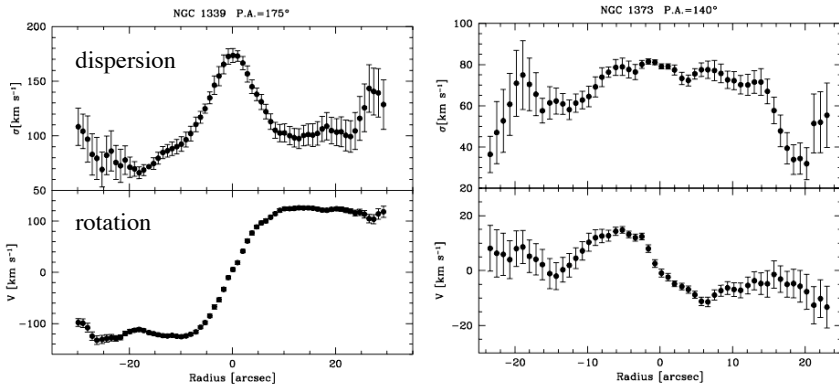 NGC 1339 P.A.=175°
dispersion
200
150
100
50
σ[km s⁻¹]
rotation
100
0
-100
V [km s⁻¹]
-20 0 20
Radius [arcsec]
NGC 1373 P.A.=140°
100
80
60
40
20
σ [km s⁻¹]
20
0
-20
V [km s⁻¹]
-20 -10 0 10 20
Radius [arcsec]